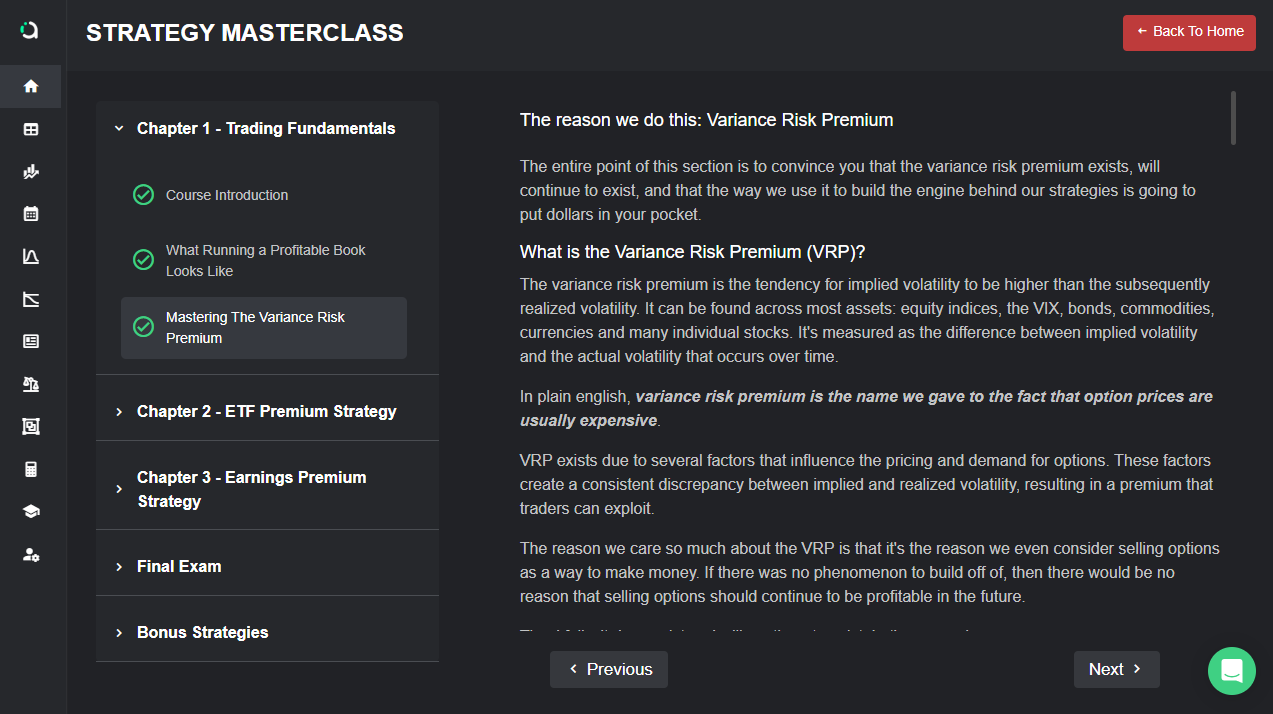 STRATEGY MASTERCLASS
Back To Home
Chapter 1 - Trading Fundamentals
Course Introduction
What Running a Profitable Book
Looks Like
Mastering The Variance Risk
Premium
Chapter 2 - ETF Premium Strategy
Chapter 3 - Earnings Premium
Strategy
Final Exam
Bonus Strategies
The reason we do this: Variance Risk Premium
The entire point of this section is to convince you that the variance risk premium exists, will
continue to exist, and that the way we use it to build the engine behind our strategies is going to
put dollars in your pocket.
What is the Variance Risk Premium (VRP)?
The variance risk premium is the tendency for implied volatility to be higher than the subsequently
realized volatility. It can be found across most assets: equity indices, the VIX, bonds, commodities,
currencies and many individual stocks. It's measured as the difference between implied volatility
and the actual volatility that occurs over time.
In plain english, variance risk premium is the name we gave to the fact that option prices are
usually expensive.
VRP exists due to several factors that influence the pricing and demand for options. These factors
create a consistent discrepancy between implied and realized volatility, resulting in a premium that
traders can exploit.
The reason we care so much about the VRP is that it's the reason we even consider selling options
as a way to make money. If there was no phenomenon to build off of, then there would be no
reason that selling options should continue to be profitable in the future.
Previous
Next